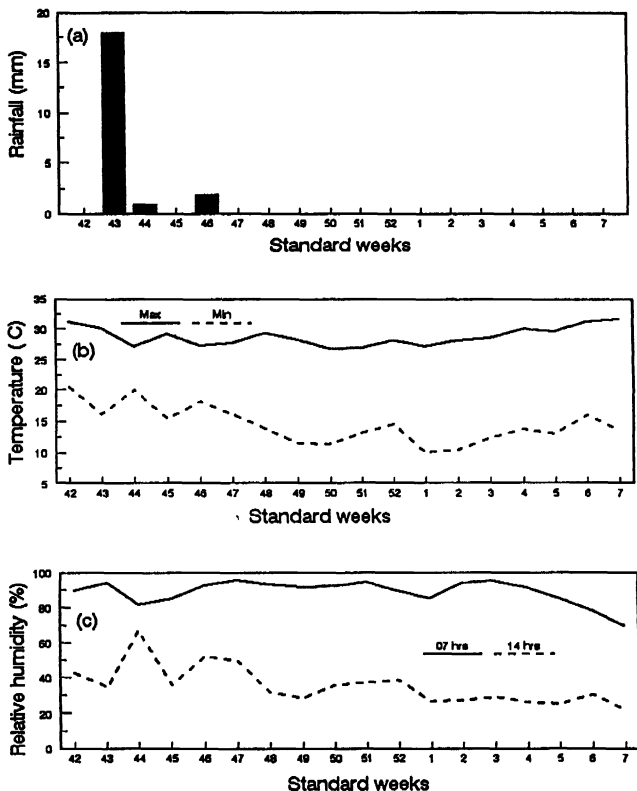 (a)
Rainfall (mm)
20
15
10
5
0
42 43 44 45 46 47 48 49 50 51 52 1 2 3 4 5 6 7
Standard weeks
(b)
Max Min
Temperature ( C)
35
30
25
20
15
10
5
42 43 44 45 46 47 48 49 50 51 52 1 2 3 4 5 6 7
Standard weeks
(c)
07 hrs 14 hrs
Relative humidity (%)
100
80
60
40
20
0
42 43 44 45 46 47 48 49 50 51 52 1 2 3 4 5 6 7
Standard weeks